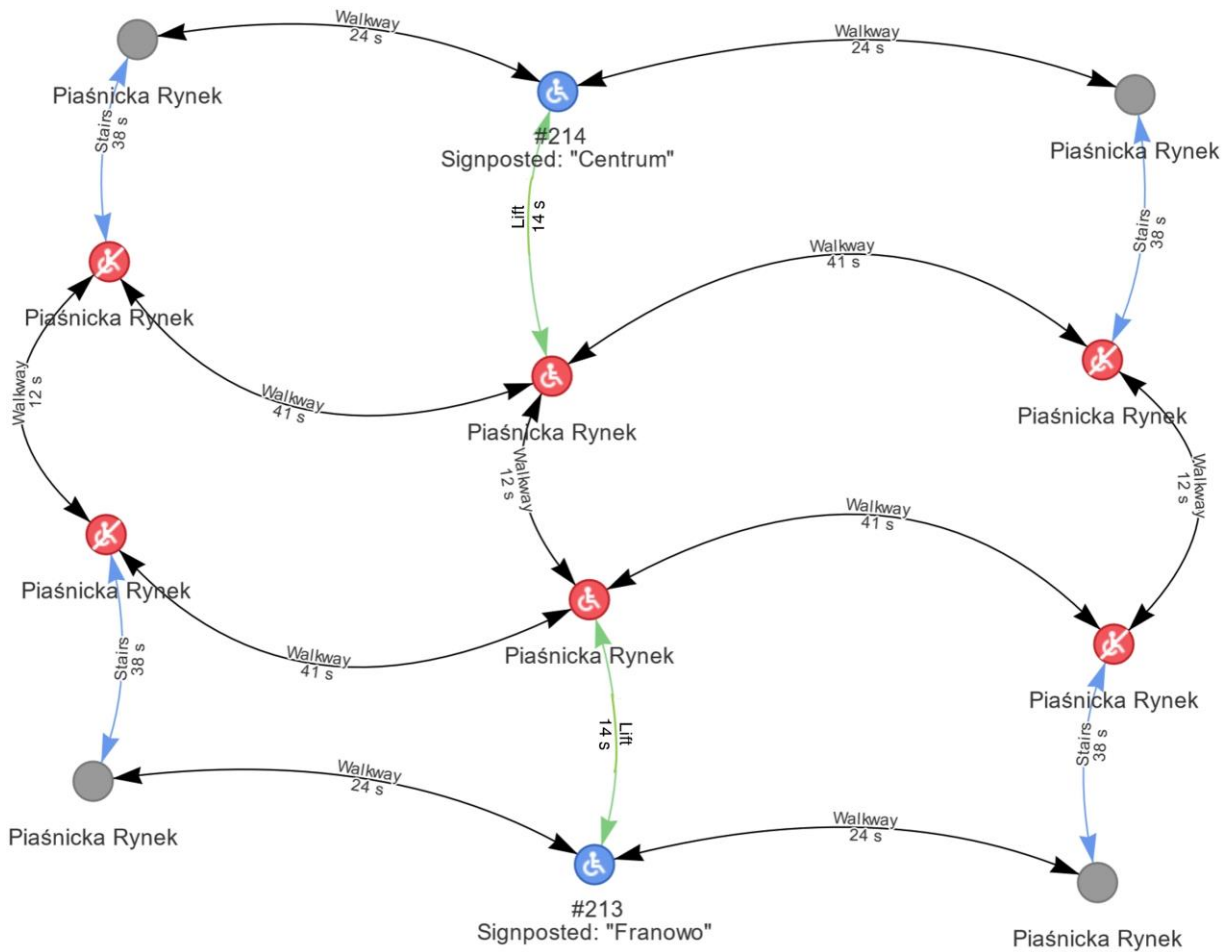 Walkway
24 s
Walkway
24 s
Piaśnicka Rynek
#214
Signposted: "Centrum"
Piaśnicka Rynek
Stairs
38 s
Lift
14 s
Stairs
38 s
Walkway
41 s
Piaśnicka Rynek
Walkway
12 s
Walkway
41 s
Piaśnicka Rynek
Piaśnicka Rynek
Walkway
12 s
Walkway
12 s
Walkway
41 s
Piaśnicka Rynek
Stairs
38 s
Walkway
41 s
Piaśnicka Rynek
Piaśnicka Rynek
Lift
14 s
Stairs
38 s
Walkway
24 s
Piaśnicka Rynek
Walkway
24 s
#213
Signposted: "Franowo"
Piaśnicka Rynek